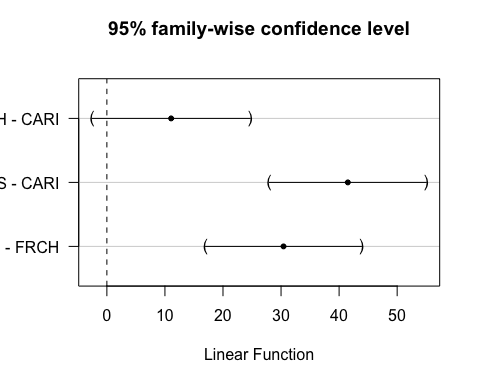 95% family-wise confidence level
H - CARI
S - CARI
- FRCH
0 10 20 30 40 50
Linear Function